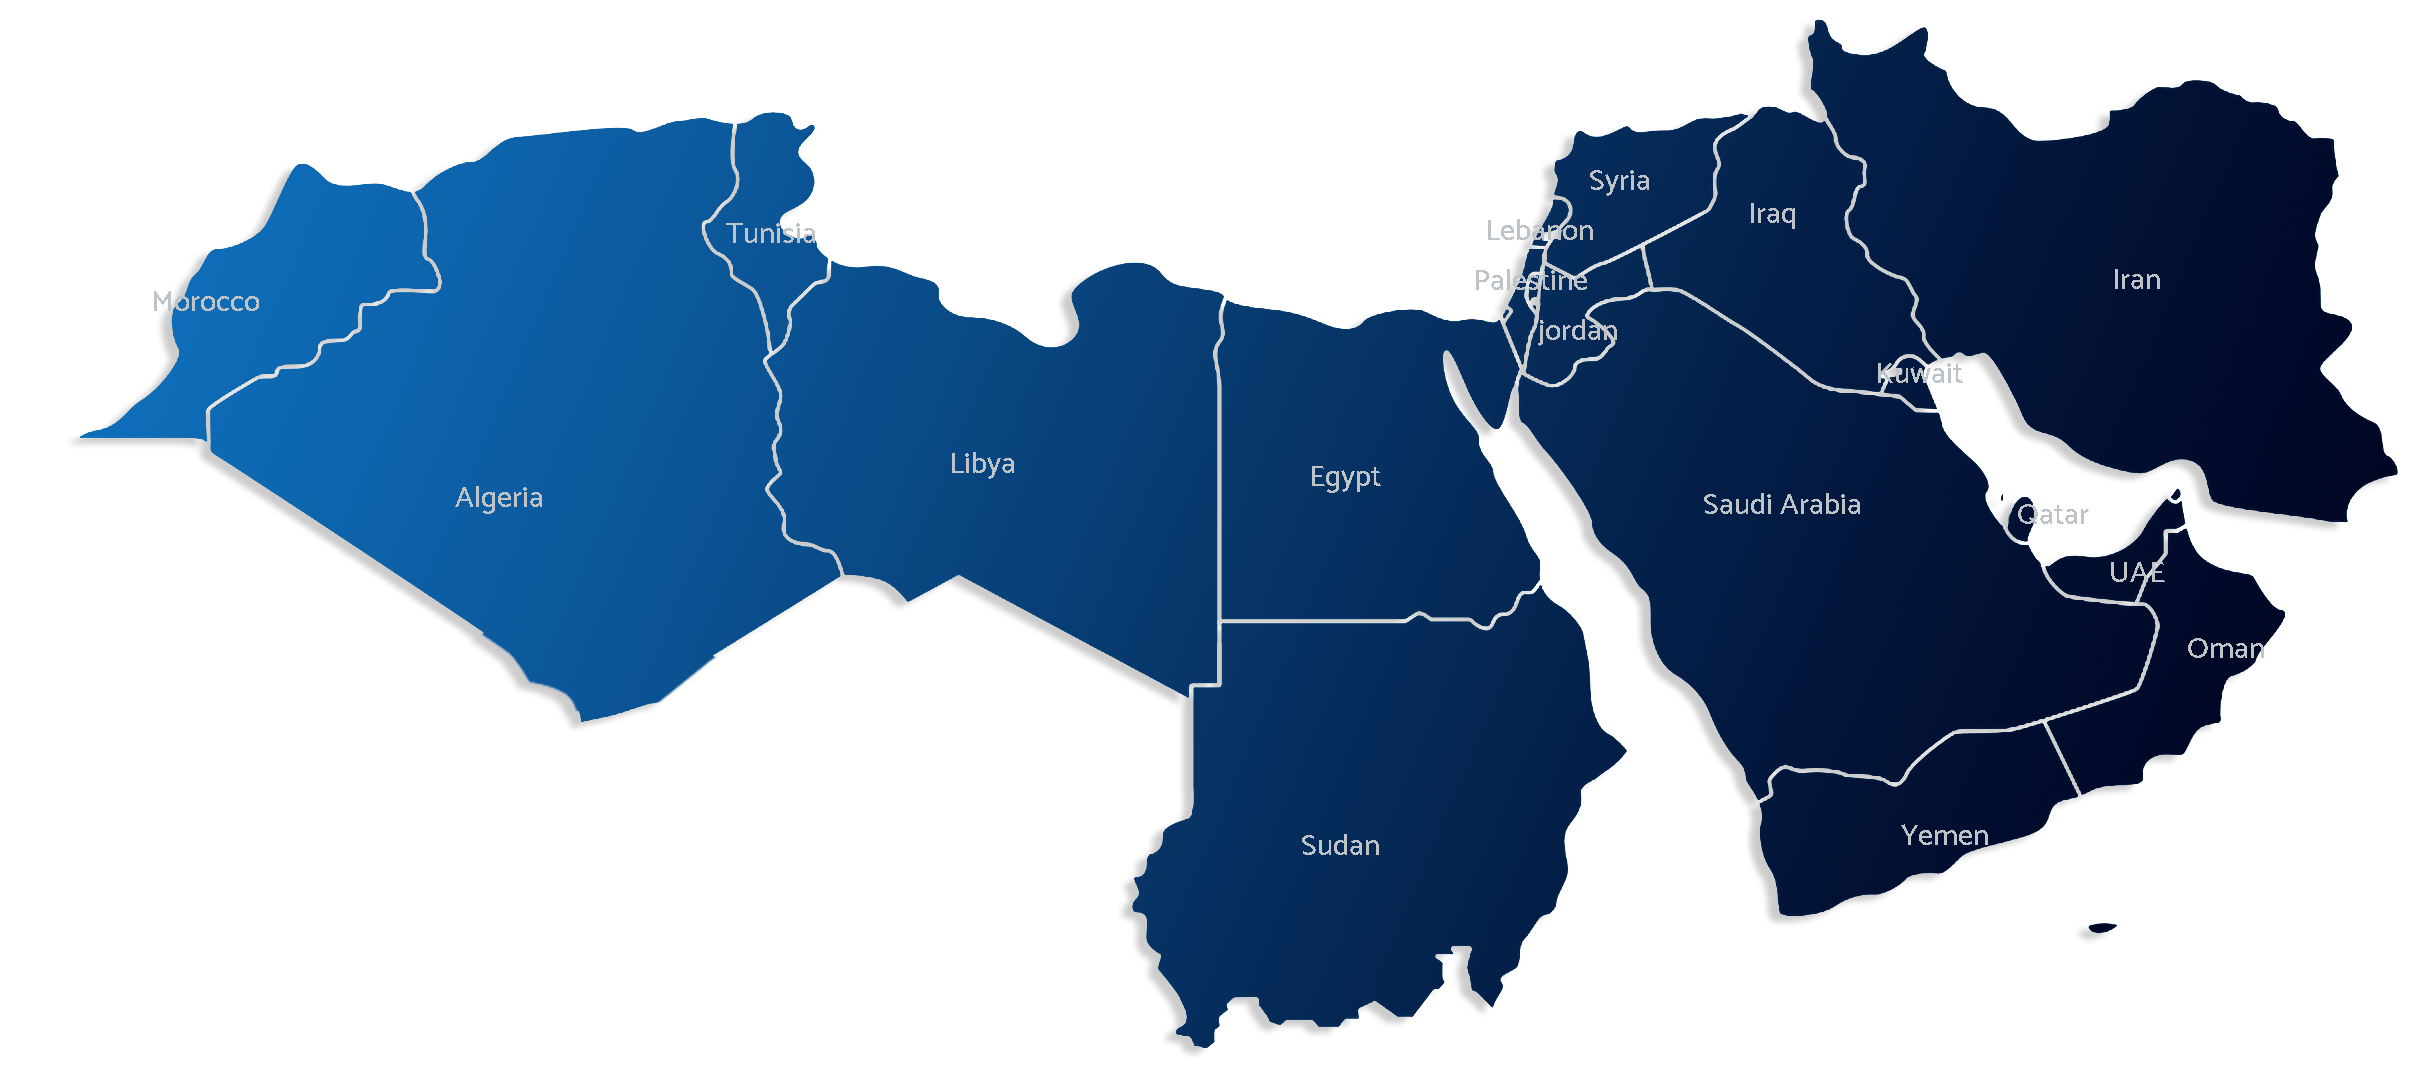 Syria
Iraq
Lebanon
Tunisia
Palestine
Iran
Morocco
jordan
Kuwait
Libya
Egypt
Algeria
Saudi Arabia
Qatar
UAE
Oman
Yemen
Sudan